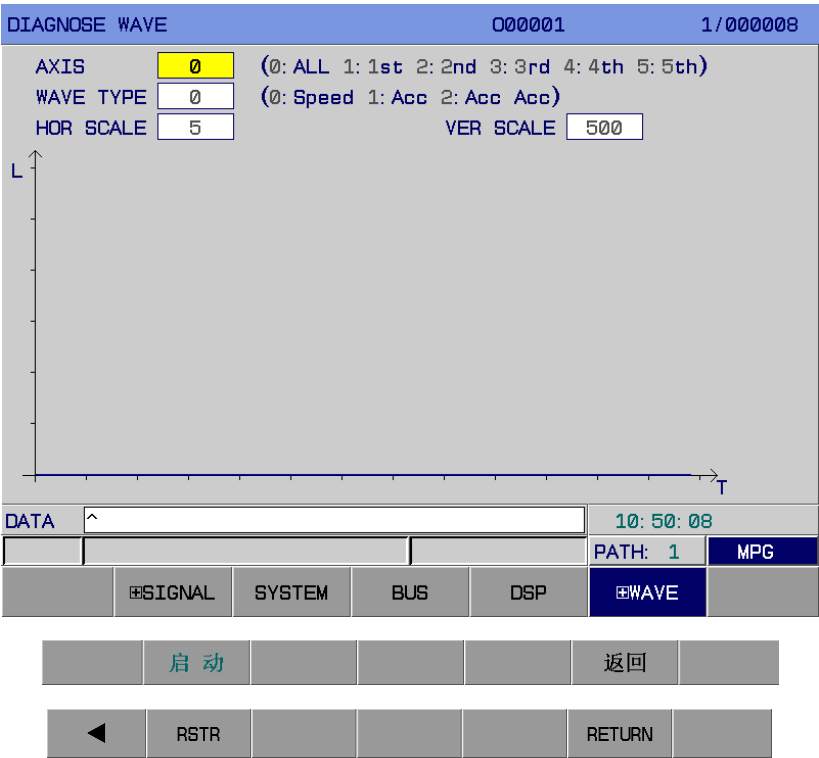 DIAGNOSE WAVE O00001 1/000008
AXIS 0 (0: ALL 1: 1st 2: 2nd 3: 3rd 4: 4th 5: 5th)
WAVE TYPE 0 (0: Speed 1: Acc 2: Acc Acc)
HOR SCALE 5 VER SCALE 500
L
T
DATA ^ 10:50:08
PATH: 1 MPG
⊞SIGNAL SYSTEM BUS DSP ⊞WAVE
启动 返回
◀ RSTR RETURN